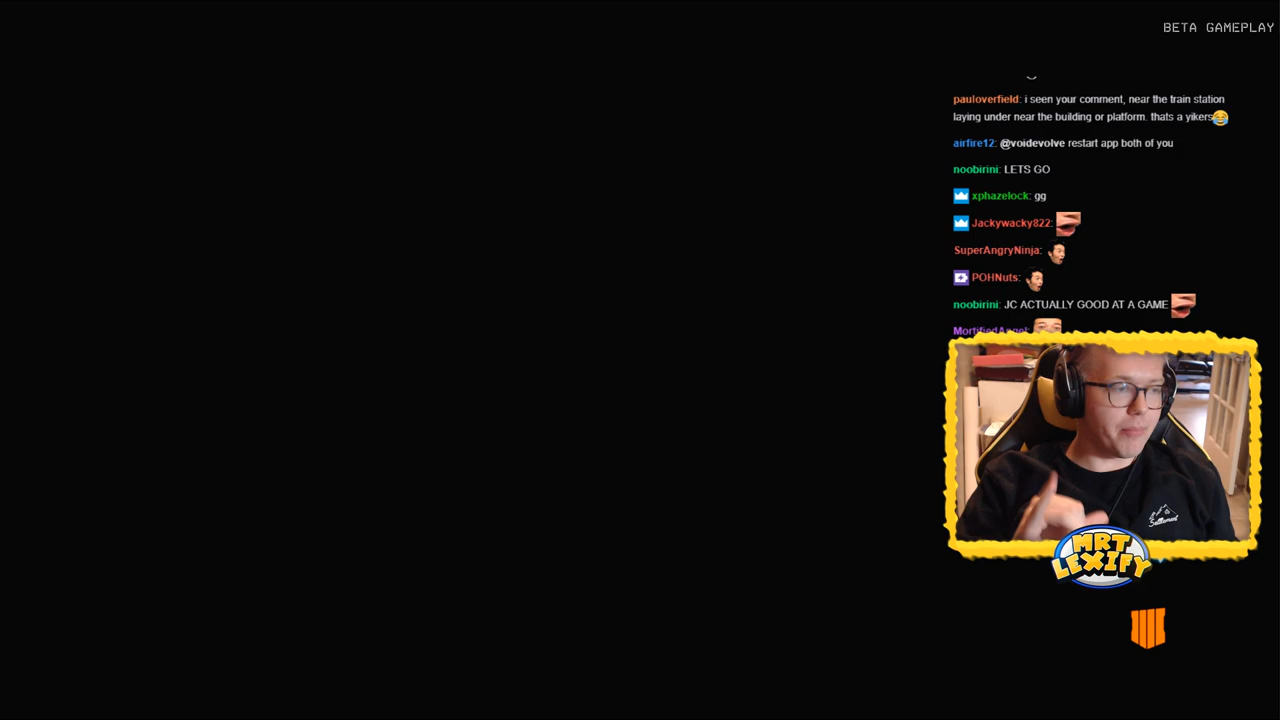 BETA GAMEPLAY
pauloverfield: i seen your comment, near the train station
laying under near the building or platform. thats a yikers
airfire12: @voidevolve restart app both of you
noobirini: LETS GO
xphazelock: gg
Jackywacky822:
SuperAngryNinja:
POHNuts:
noobirini: JC ACTUALLY GOOD AT A GAME
MortifiedAngel:
Settlement
MRT
LEXIFY